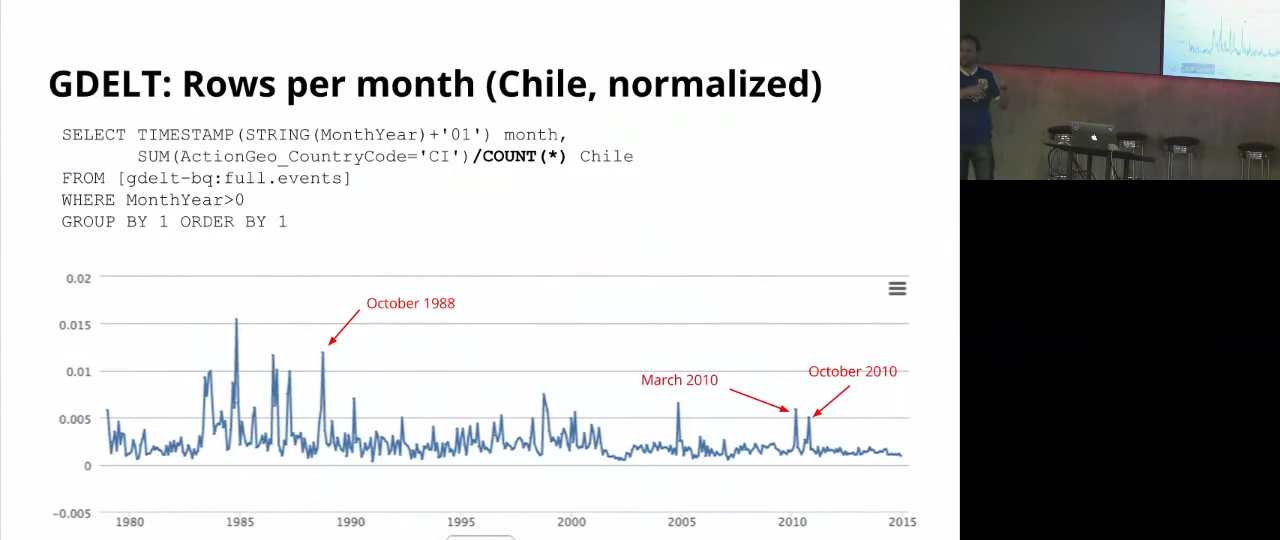 GDELT: Rows per month (Chile, normalized)
SELECT TIMESTAMP(STRING(MonthYear)+'01') month,
SUM(ActionGeo_CountryCode='CI')/COUNT(*) Chile
FROM [gdelt-bq:full.events]
WHERE MonthYear>0
GROUP BY 1 ORDER BY 1
0.02
October 1988
0.015
0.01
March 2010
October 2010
0.005
0
-0.005
1980
1985
1990
1995
2000
2005
2010
2015